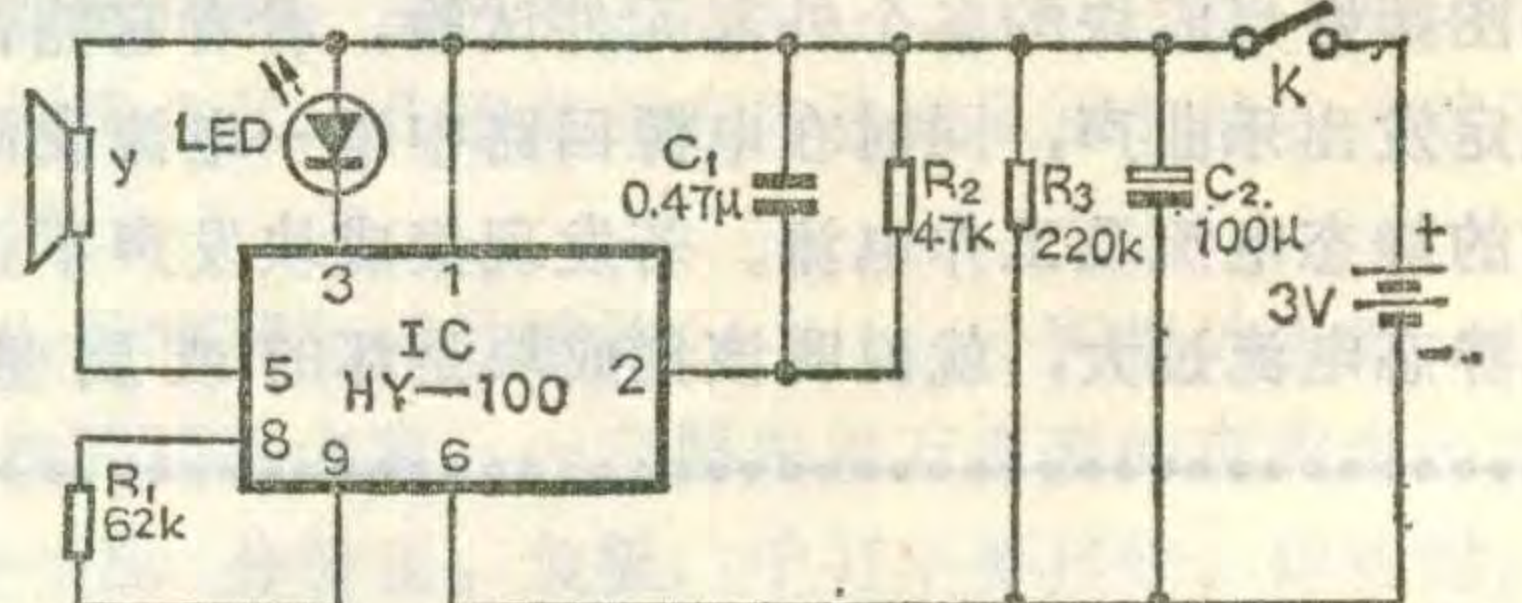 K
LED
y
C₁
0.47μ
R₂
47k
R₃
220k
C₂.
100μ
+
3V
-
3
1
IC
HY—100
5
2
8
9
6
R₁
62k